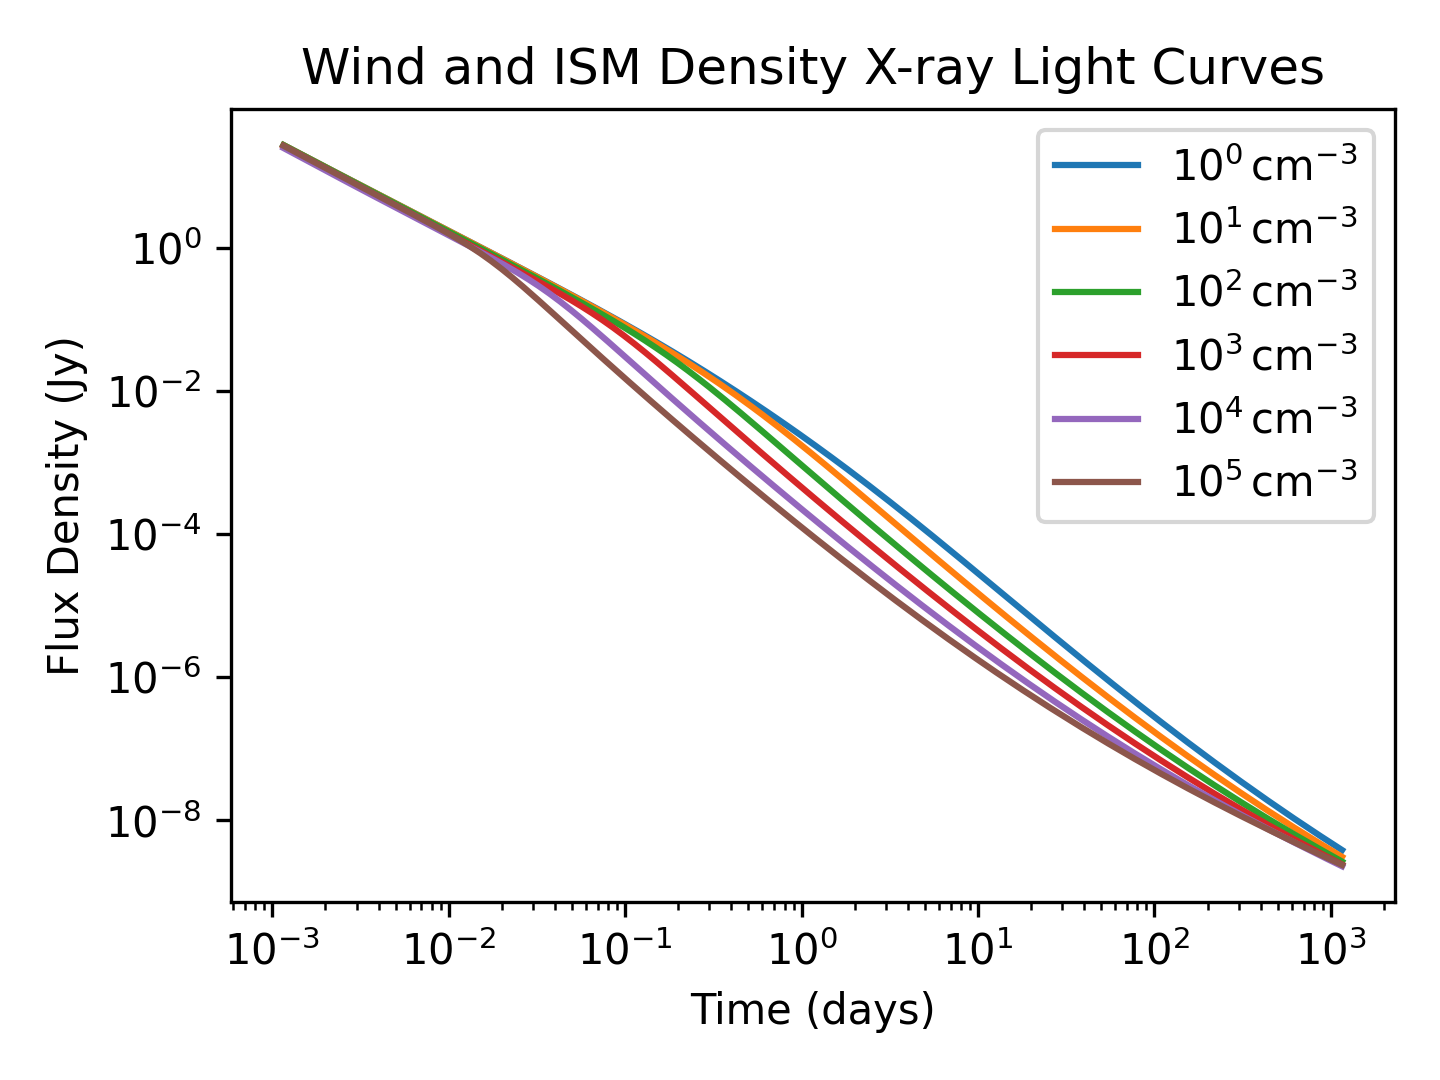 Wind and ISM Density X-ray Light Curves
10⁰ cm⁻³
10¹ cm⁻³
10² cm⁻³
10³ cm⁻³
10⁴ cm⁻³
10⁵ cm⁻³
Flux Density (Jy)
10⁰
10⁻²
10⁻⁴
10⁻⁶
10⁻⁸
10⁻³ 10⁻² 10⁻¹ 10⁰ 10¹ 10² 10³
Time (days)